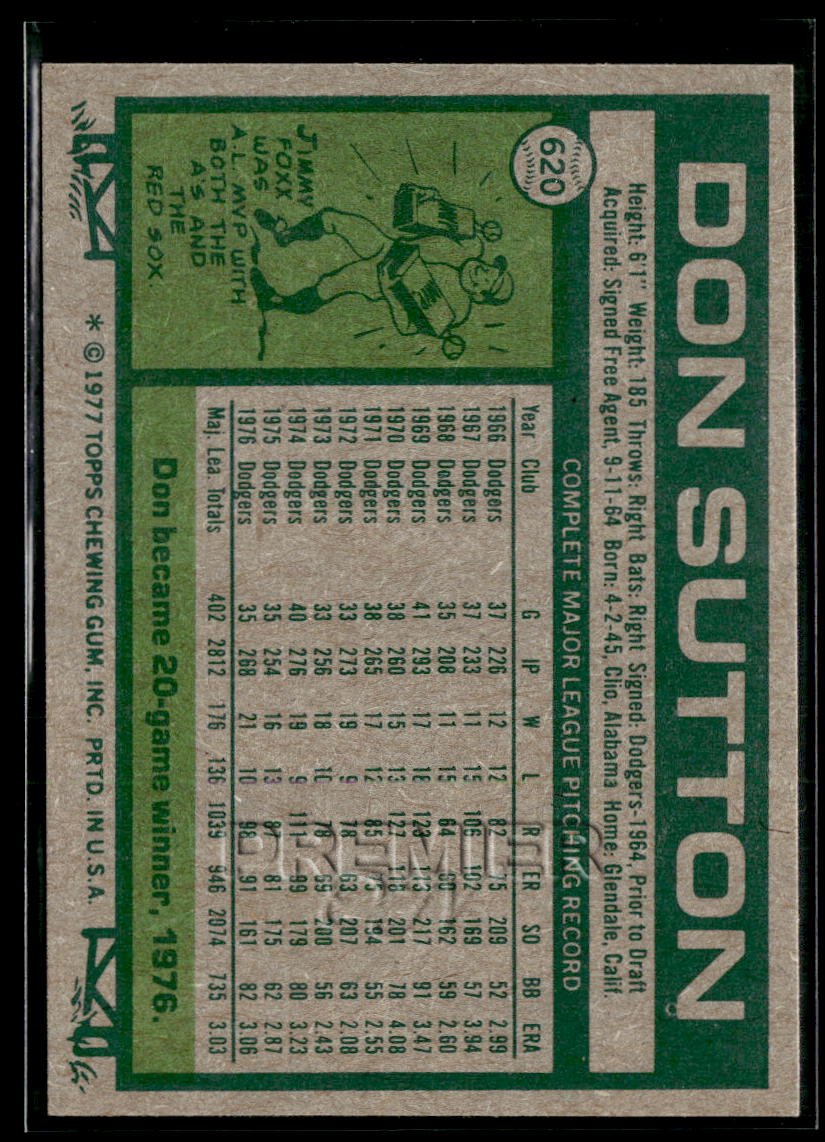 620
DON SUTTON
Height: 6'1" Weight: 185 Throws: Right Bats: Right Signed: Dodgers-1964, Prior to Draft
Acquired: Signed Free Agent, 9-11-64 Born: 4-2-45, Clio, Alabama Home: Glendale, Calif.
JIMMY
FOXX
WAS
A.L. MVP WITH
BOTH THE
A'S AND
THE
RED SOX.
COMPLETE MAJOR LEAGUE PITCHING RECORD
Year Club G IP W L R ER SO BB ERA
1966 Dodgers 37 226 12 12 82 75 209 52 2.99
1967 Dodgers 37 233 11 15 106 102 169 57 3.94
1968 Dodgers 35 208 11 15 64 60 162 59 2.60
1969 Dodgers 41 293 17 18 123 113 217 91 3.47
1970 Dodgers 38 260 15 13 127 118 201 78 4.08
1971 Dodgers 38 265 17 12 85 75 194 55 2.55
1972 Dodgers 33 273 19 9 78 63 207 63 2.08
1973 Dodgers 33 256 18 10 78 69 200 56 2.43
1974 Dodgers 40 276 19 9 111 99 179 80 3.23
1975 Dodgers 35 254 16 13 87 81 175 62 2.87
1976 Dodgers 35 268 21 10 98 91 161 82 3.06
Maj. Lea. Totals 402 2812 176 136 1039 946 2074 735 3.03
Don became 20-game winner, 1976.
* © 1977 TOPPS CHEWING GUM, INC. PRTD. IN U.S.A.
PREMIER